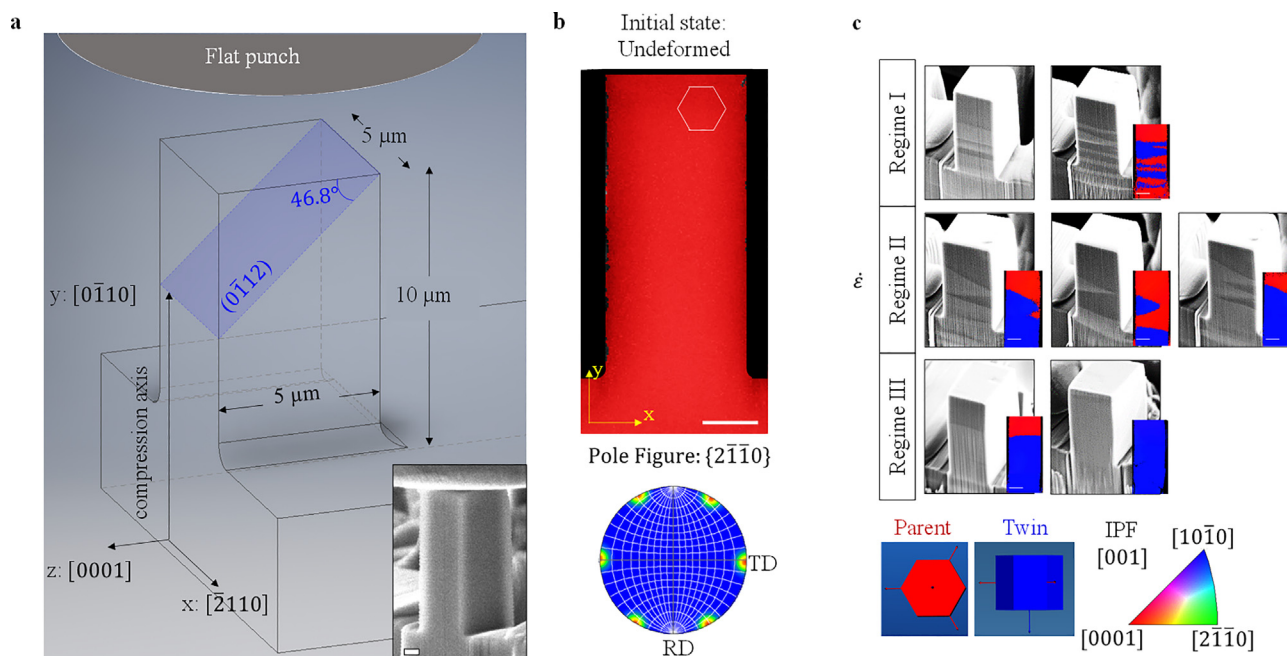 a
Flat punch
5 μm
46.8°
(01̄12)
10 μm
y: [01̄10]
compression axis
5 μm
z: [0001]
x: [2̄110]
b
Initial state:
Undeformed
y
x
Pole Figure: {21̄1̄0}
TD
RD
c
ε̇
Regime I
Regime II
Regime III
Parent
Twin
IPF
[001]
[101̄0]
[0001]
[21̄1̄0]